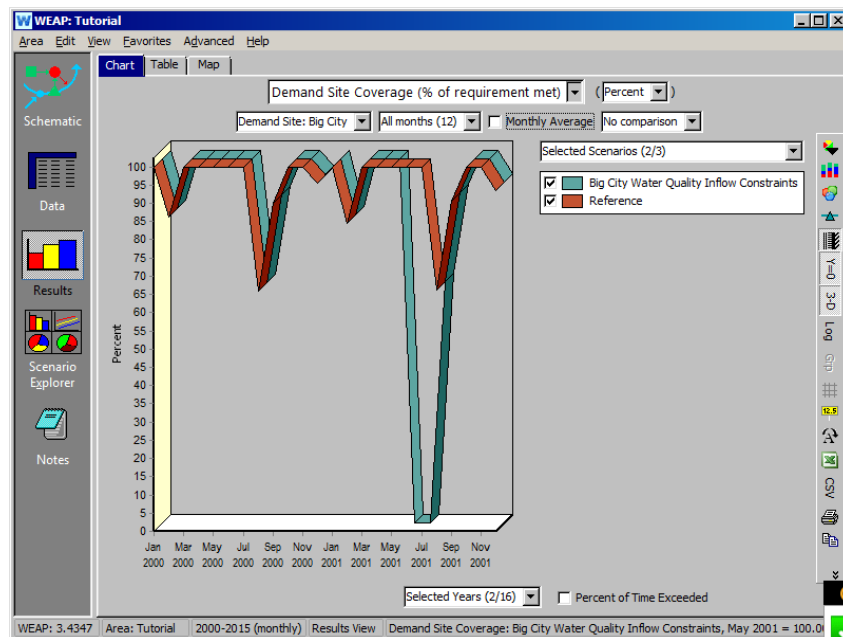 WEAP: Tutorial
Area Edit View Favorites Advanced Help
Chart Table Map
Demand Site Coverage (% of requirement met) ( Percent )
Demand Site: Big City All months (12) Monthly Average No comparison
Selected Scenarios (2/3)
Big City Water Quality Inflow Constraints
Reference
Schematic
Data
Results
Scenario
Explorer
Notes
Percent
100
95
90
85
80
75
70
65
60
55
50
45
40
35
30
25
20
15
10
5
0
Jan Mar May Jul Sep Nov Jan Mar May Jul Sep Nov
2000 2000 2000 2000 2000 2000 2001 2001 2001 2001 2001 2001
Y=0
3-D
Log
Grp
12.5
A
CSV
Selected Years (2/16) Percent of Time Exceeded
WEAP: 3.4347 Area: Tutorial 2000-2015 (monthly) Results View Demand Site Coverage: Big City Water Quality Inflow Constraints, May 2001 = 100.0